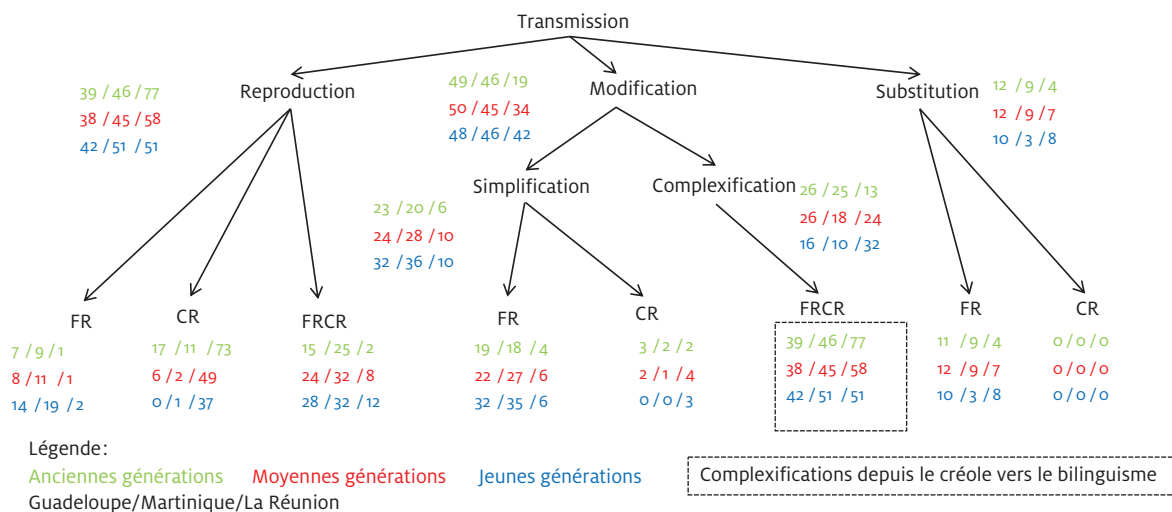 Transmission
Reproduction
39 / 46 / 77
38 / 45 / 58
42 / 51 / 51
Modification
49 / 46 / 19
50 / 45 / 34
48 / 46 / 42
Substitution
12 / 9 / 4
12 / 9 / 7
10 / 3 / 8
Simplification
23 / 20 / 6
24 / 28 / 10
32 / 36 / 10
Complexification
26 / 25 / 13
26 / 18 / 24
16 / 10 / 32
FR
7 / 9 / 1
8 / 11 / 1
14 / 19 / 2
CR
17 / 11 / 73
6 / 2 / 49
0 / 1 / 37
FRCR
15 / 25 / 2
24 / 32 / 8
28 / 32 / 12
FR
19 / 18 / 4
22 / 27 / 6
32 / 35 / 6
CR
3 / 2 / 2
2 / 1 / 4
0 / 0 / 3
FRCR
39 / 46 / 77
38 / 45 / 58
42 / 51 / 51
FR
11 / 9 / 4
12 / 9 / 7
10 / 3 / 8
CR
0 / 0 / 0
0 / 0 / 0
0 / 0 / 0
Légende:
Anciennes générations Moyennes générations Jeunes générations
Guadeloupe/Martinique/La Réunion
Complexifications depuis le créole vers le bilinguisme